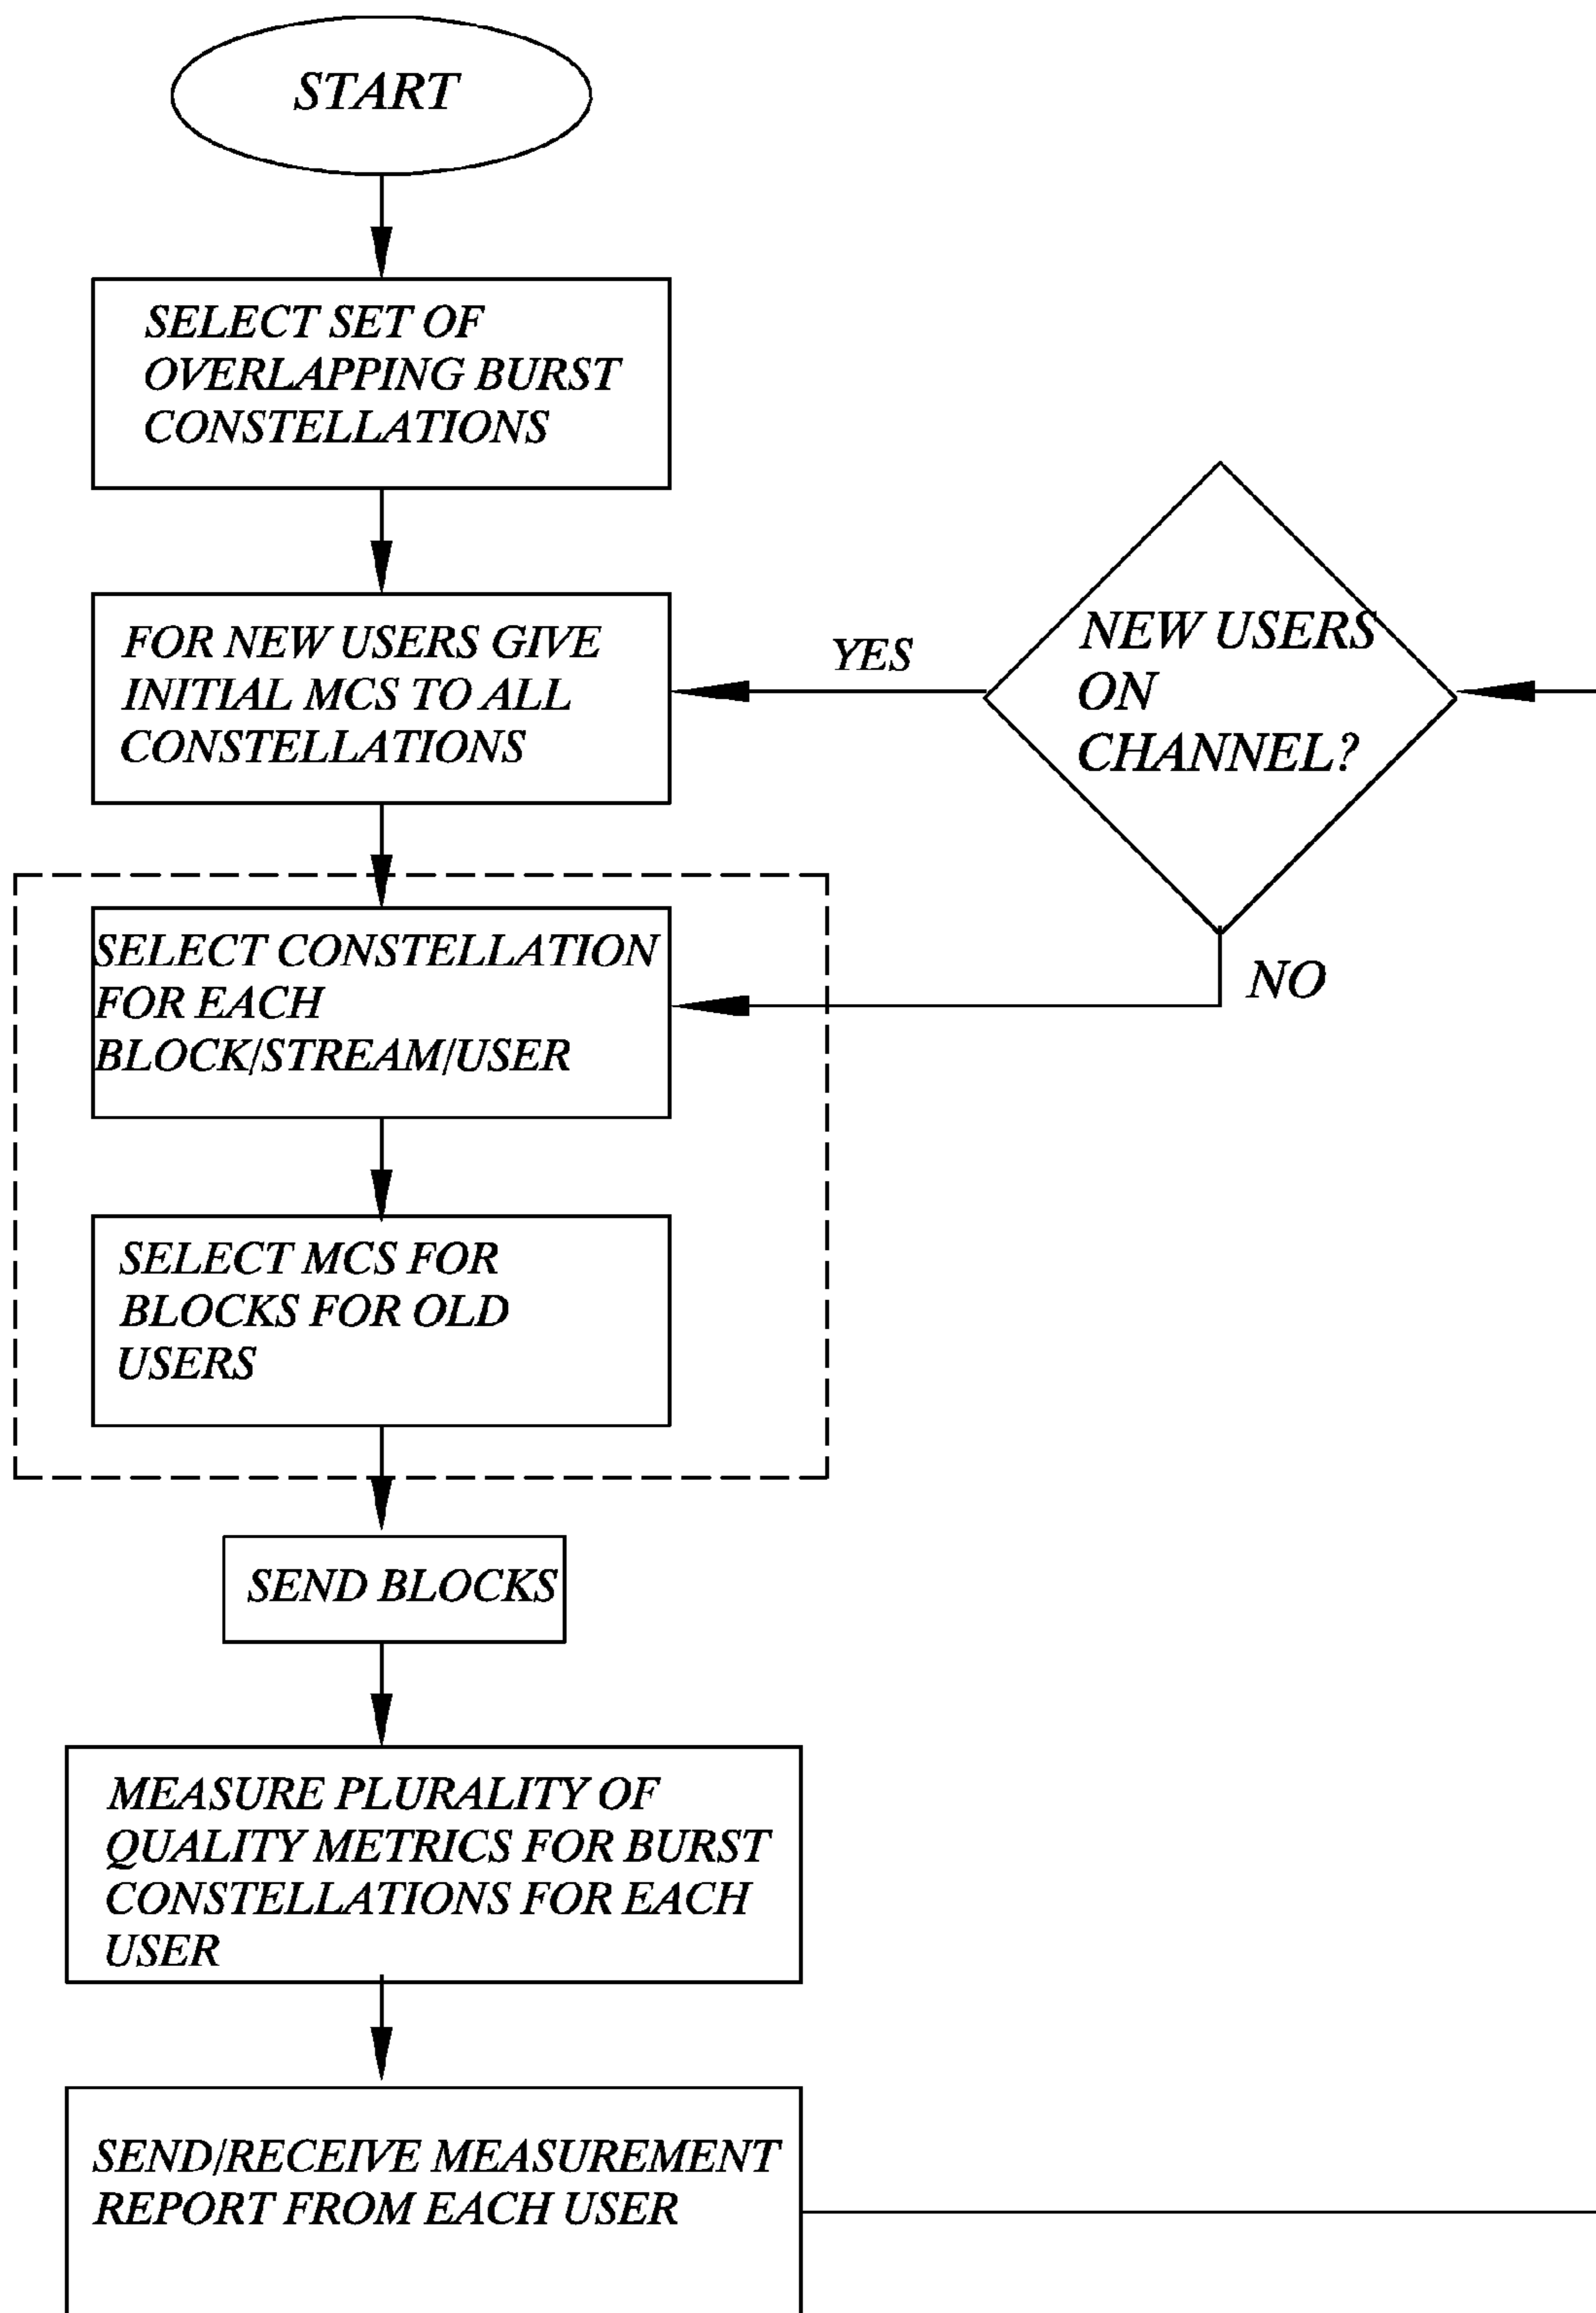 START
SELECT SET OF
OVERLAPPING BURST
CONSTELLATIONS
FOR NEW USERS GIVE
INITIAL MCS TO ALL
CONSTELLATIONS
YES
NEW USERS
ON
CHANNEL?
NO
SELECT CONSTELLATION
FOR EACH
BLOCK/STREAM/USER
SELECT MCS FOR
BLOCKS FOR OLD
USERS
SEND BLOCKS
MEASURE PLURALITY OF
QUALITY METRICS FOR BURST
CONSTELLATIONS FOR EACH
USER
SEND/RECEIVE MEASUREMENT
REPORT FROM EACH USER